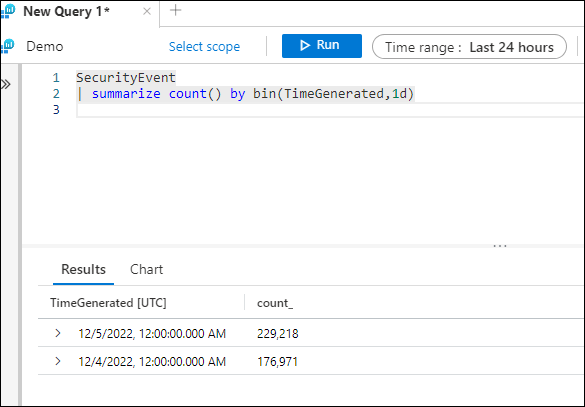 New Query 1*
Demo Select scope Run Time range : Last 24 hours
1 SecurityEvent
2 | summarize count() by bin(TimeGenerated,1d)
3
Results Chart
TimeGenerated [UTC] count_
12/5/2022, 12:00:00.000 AM 229,218
12/4/2022, 12:00:00.000 AM 176,971